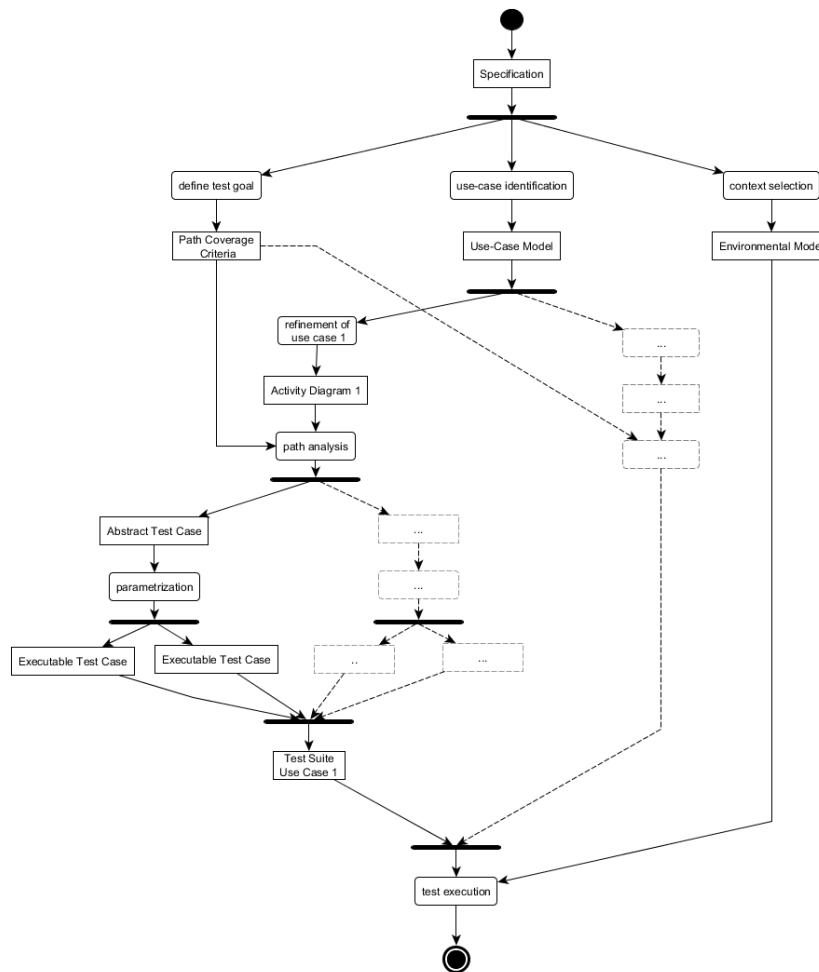 Specification
define test goal
use-case identification
context selection
Path Coverage
Criteria
Use-Case Model
Environmental Model
refinement of
use case 1
...
Activity Diagram 1
...
path analysis
...
Abstract Test Case
...
parametrization
...
Executable Test Case
Executable Test Case
..
...
Test Suite
Use Case 1
test execution